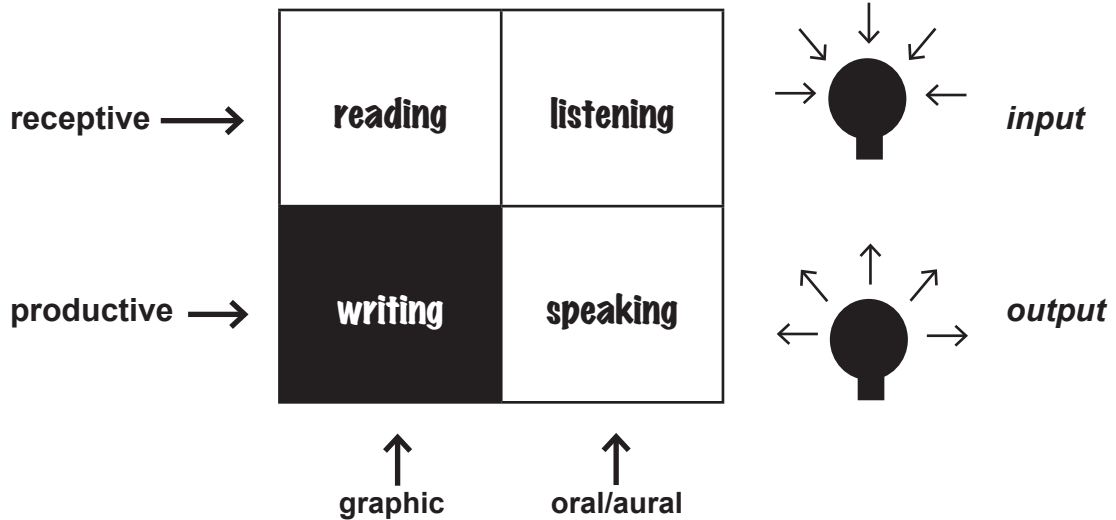 receptive reading listening input
productive writing speaking output
graphic oral/aural